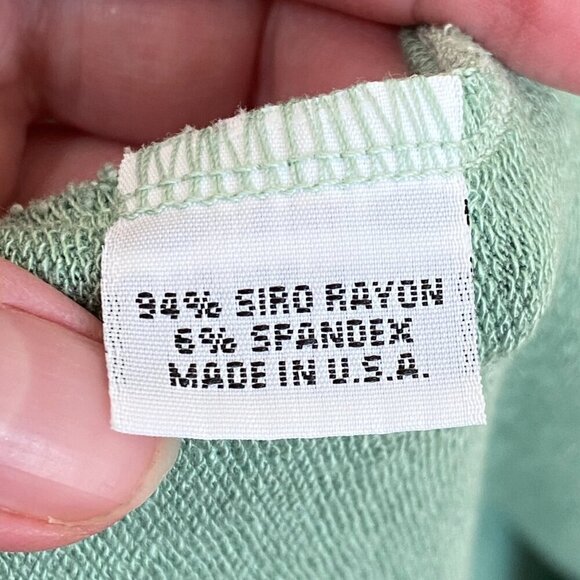 94% SIRO RAYON
6% SPANDEX
MADE IN U.S.A.